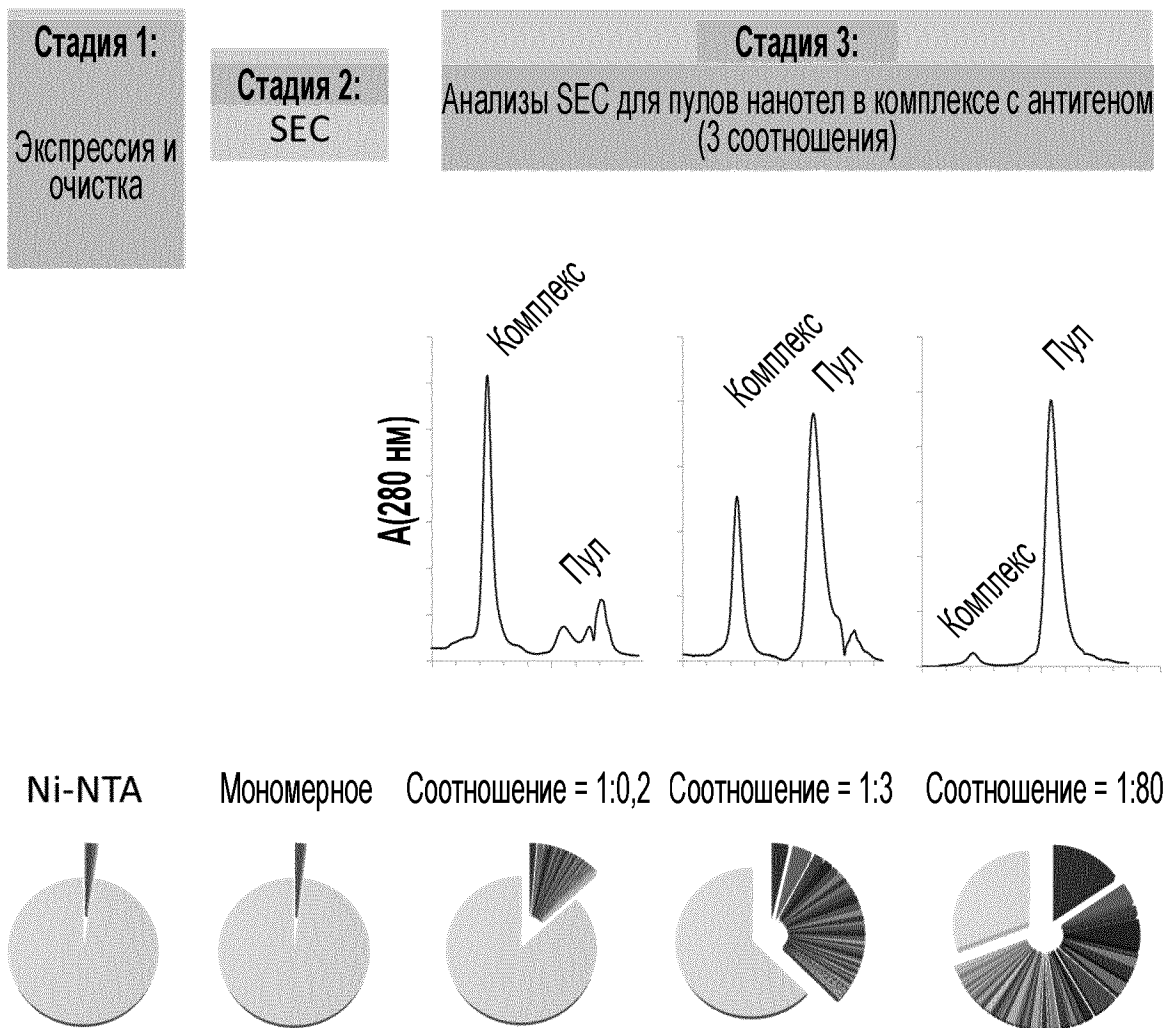 Стадия 1:
Экспрессия и
очистка
Стадия 2:
SEC
Стадия 3:
Анализы SEC для пулов нанотел в комплексе с антигеном
(3 соотношения)
A(280 нм)
Комплекс
Пул
Комплекс
Пул
Комплекс
Пул
Ni-NTA
Мономерное
Соотношение = 1:0,2
Соотношение = 1:3
Соотношение = 1:80